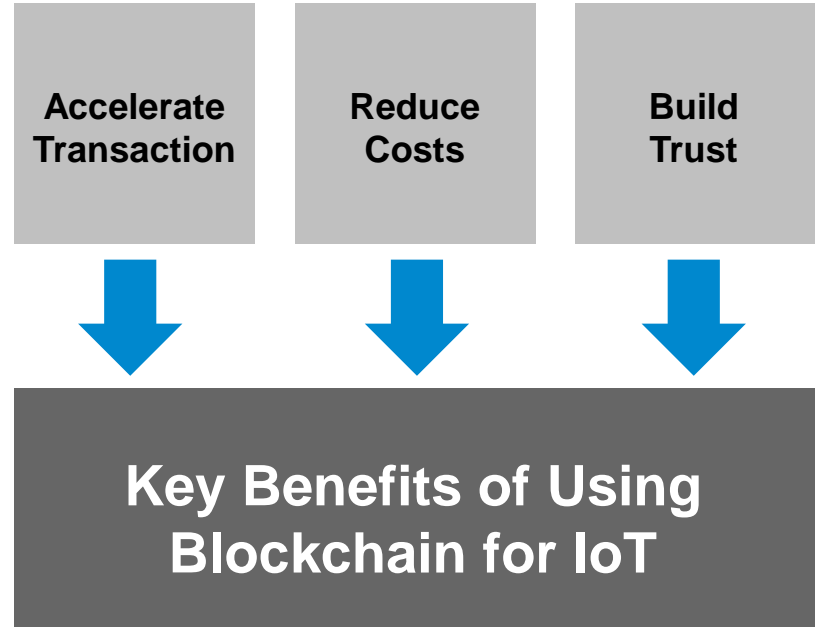 Accelerate
Transaction
Reduce
Costs
Build
Trust
Key Benefits of Using
Blockchain for IoT